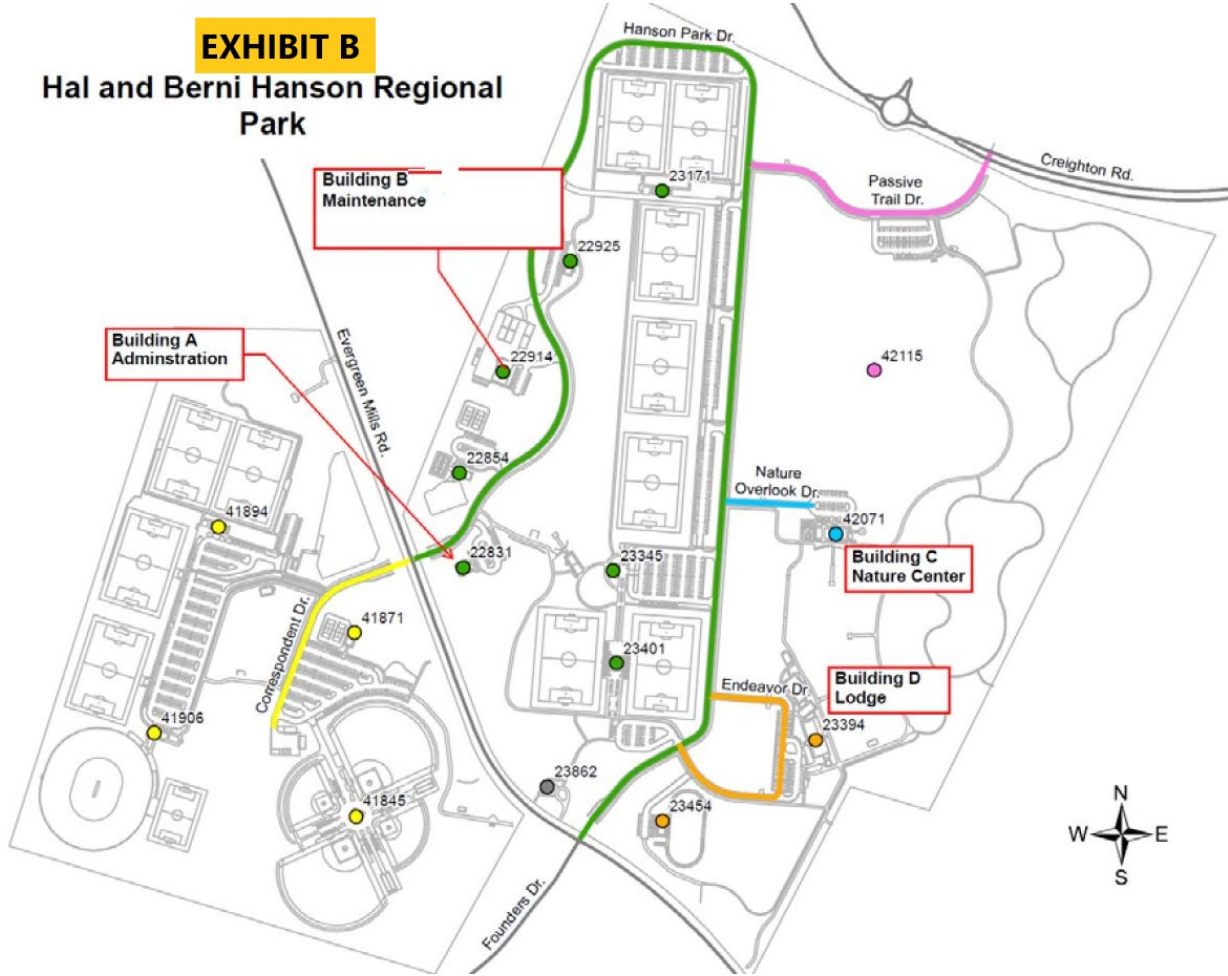 EXHIBIT B
Hal and Berni Hanson Regional
Park
Hanson Park Dr.
Creighton Rd.
Building B
Maintenance
23171
Passive
Trail Dr.
22925
Building A
Adminstration
Evergreen Mills Rd.
22914
42115
22854
Nature
Overlook Dr.
41894
42071
22831
23345
Building C
Nature Center
Correspondent Dr.
41871
23401
Endeavor Dr.
Building D
Lodge
41906
23394
23862
41845
23454
Founders Dr.
N
W
E
S